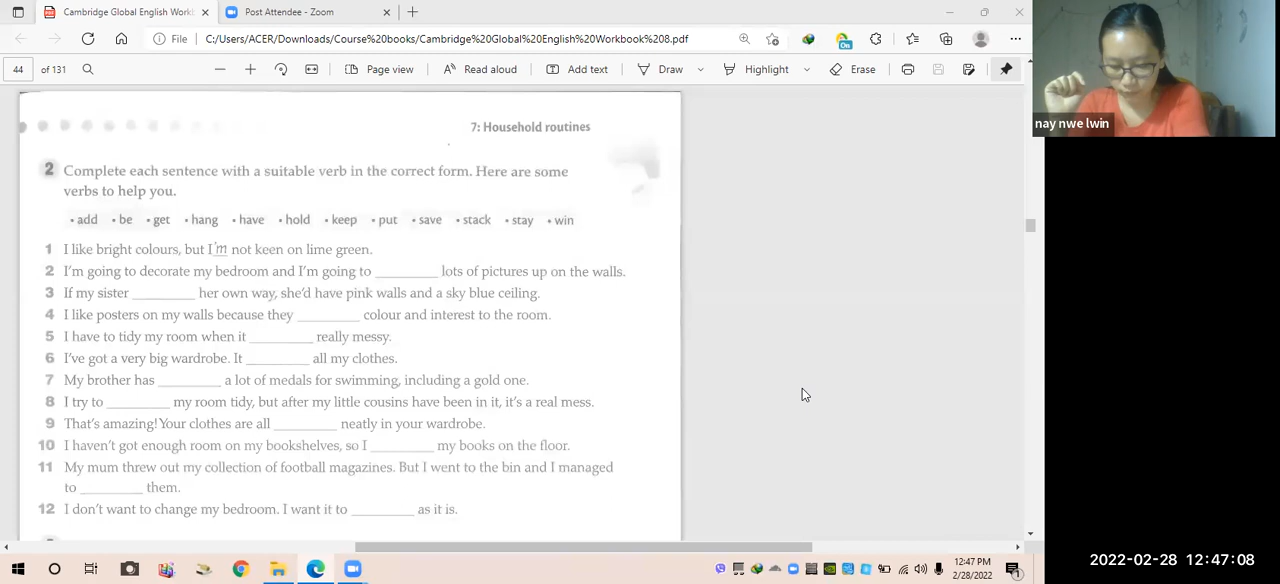 Cambridge Global English Workb
Post Attendee - Zoom
File
C:/Users/ACER/Downloads/Course%20books/Cambridge%20Global%20English%20Workbook%208.pdf
On
44 of 131
Page view
Read aloud
Add text
Draw
Highlight
Erase
nay nwe lwin
7: Household routines
2 Complete each sentence with a suitable verb in the correct form. Here are some
verbs to help you.
• add • be • get • hang • have • hold • keep • put • save • stack • stay • win
1 I like bright colours, but I'm not keen on lime green.
2 I'm going to decorate my bedroom and I'm going to ________ lots of pictures up on the walls.
3 If my sister ________ her own way, she'd have pink walls and a sky blue ceiling.
4 I like posters on my walls because they ________ colour and interest to the room.
5 I have to tidy my room when it ________ really messy.
6 I've got a very big wardrobe. It ________ all my clothes.
7 My brother has ________ a lot of medals for swimming, including a gold one.
8 I try to ________ my room tidy, but after my little cousins have been in it, it's a real mess.
9 That's amazing! Your clothes are all ________ neatly in your wardrobe.
10 I haven't got enough room on my bookshelves, so I ________ my books on the floor.
11 My mum threw out my collection of football magazines. But I went to the bin and I managed
to ________ them.
12 I don't want to change my bedroom. I want it to ________ as it is.
12:47 PM
2/28/2022
2022-02-28 12:47:08